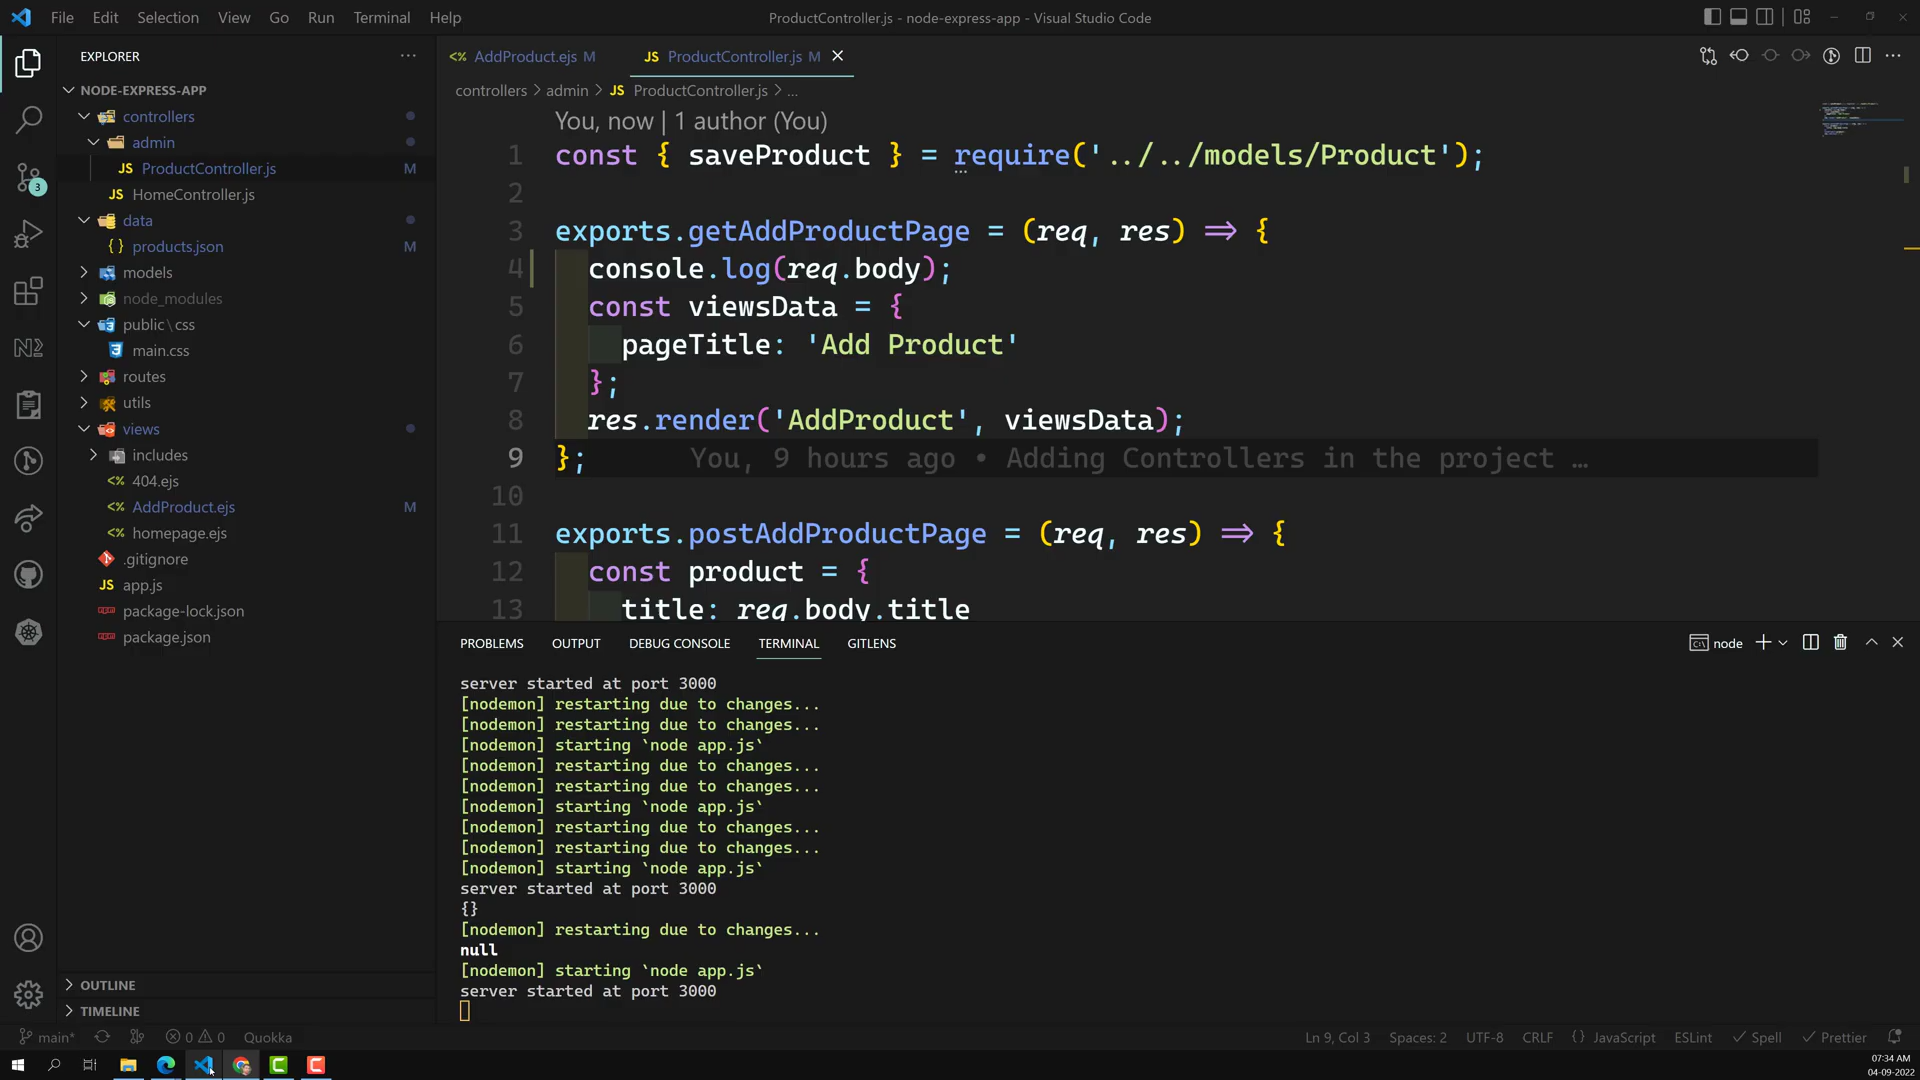 File Edit Selection View Go Run Terminal Help
ProductController.js - node-express-app - Visual Studio Code
EXPLORER
NODE-EXPRESS-APP
controllers
admin
JS ProductController.js M
JS HomeController.js
data
{} products.json M
models
node_modules
public\css
main.css
routes
utils
views
includes
<% 404.ejs
<% AddProduct.ejs M
<% homepage.ejs
.gitignore
JS app.js
package-lock.json
package.json
OUTLINE
TIMELINE
3
<% AddProduct.ejs M
JS ProductController.js M
controllers > admin > JS ProductController.js > ...
You, now | 1 author (You)
1 const { saveProduct } = require('../../models/Product');
2
3 exports.getAddProductPage = (req, res) => {
4 console.log(req.body);
5 const viewsData = {
6 pageTitle: 'Add Product'
7 };
8 res.render('AddProduct', viewsData);
9 }; You, 9 hours ago • Adding Controllers in the project …
10
11 exports.postAddProductPage = (req, res) => {
12 const product = {
13 title: req.body.title
PROBLEMS OUTPUT DEBUG CONSOLE TERMINAL GITLENS
node
server started at port 3000
[nodemon] restarting due to changes...
[nodemon] restarting due to changes...
[nodemon] starting `node app.js`
[nodemon] restarting due to changes...
[nodemon] restarting due to changes...
[nodemon] starting `node app.js`
[nodemon] restarting due to changes...
[nodemon] restarting due to changes...
[nodemon] starting `node app.js`
server started at port 3000
{}
[nodemon] restarting due to changes...
null
[nodemon] starting `node app.js`
server started at port 3000
main* 0 0 Quokka
Ln 9, Col 3 Spaces: 2 UTF-8 CRLF {} JavaScript ESLint Spell Prettier
07:34 AM
04-09-2022